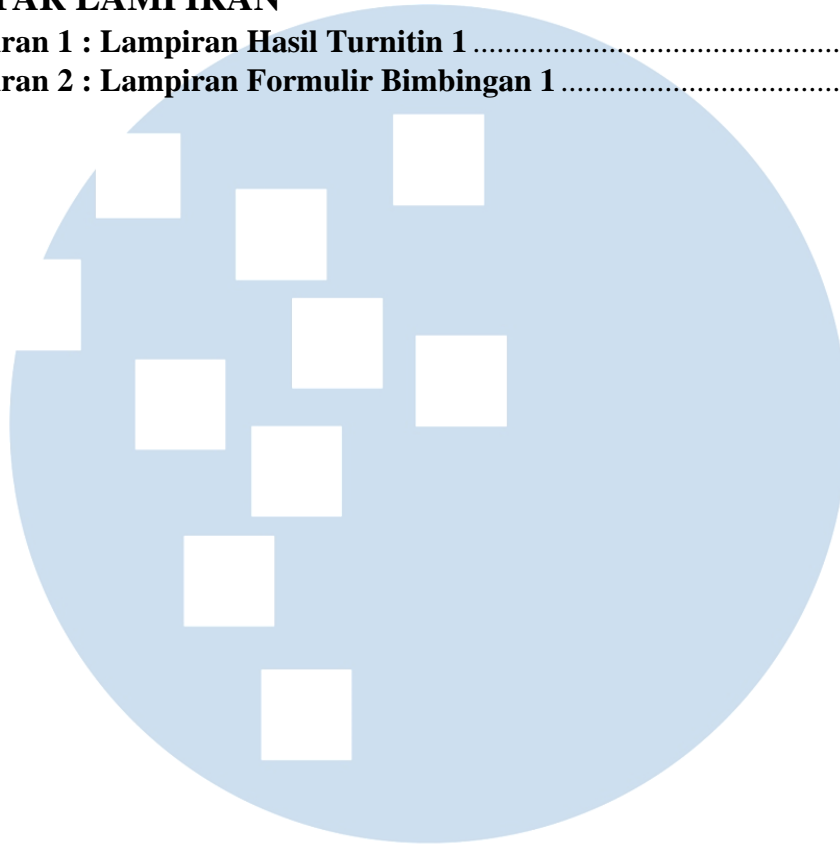 TAR LAMPIRAN
ran 1 : Lampiran Hasil Turnitin 1 ..............................................
ran 2 : Lampiran Formulir Bimbingan 1 ...................................